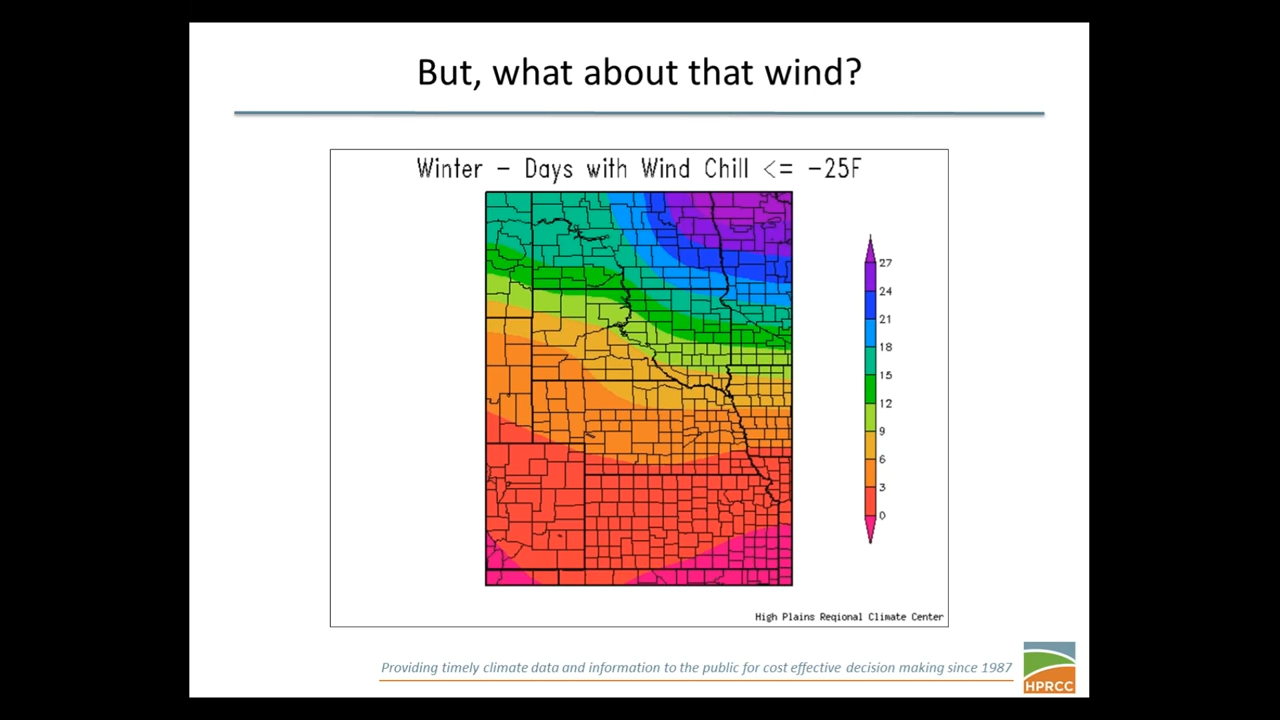 But, what about that wind?
Winter - Days with Wind Chill <= -25F
27
24
21
18
15
12
9
6
3
0
High Plains Regional Climate Center
Providing timely climate data and information to the public for cost effective decision making since 1987
HPRCC